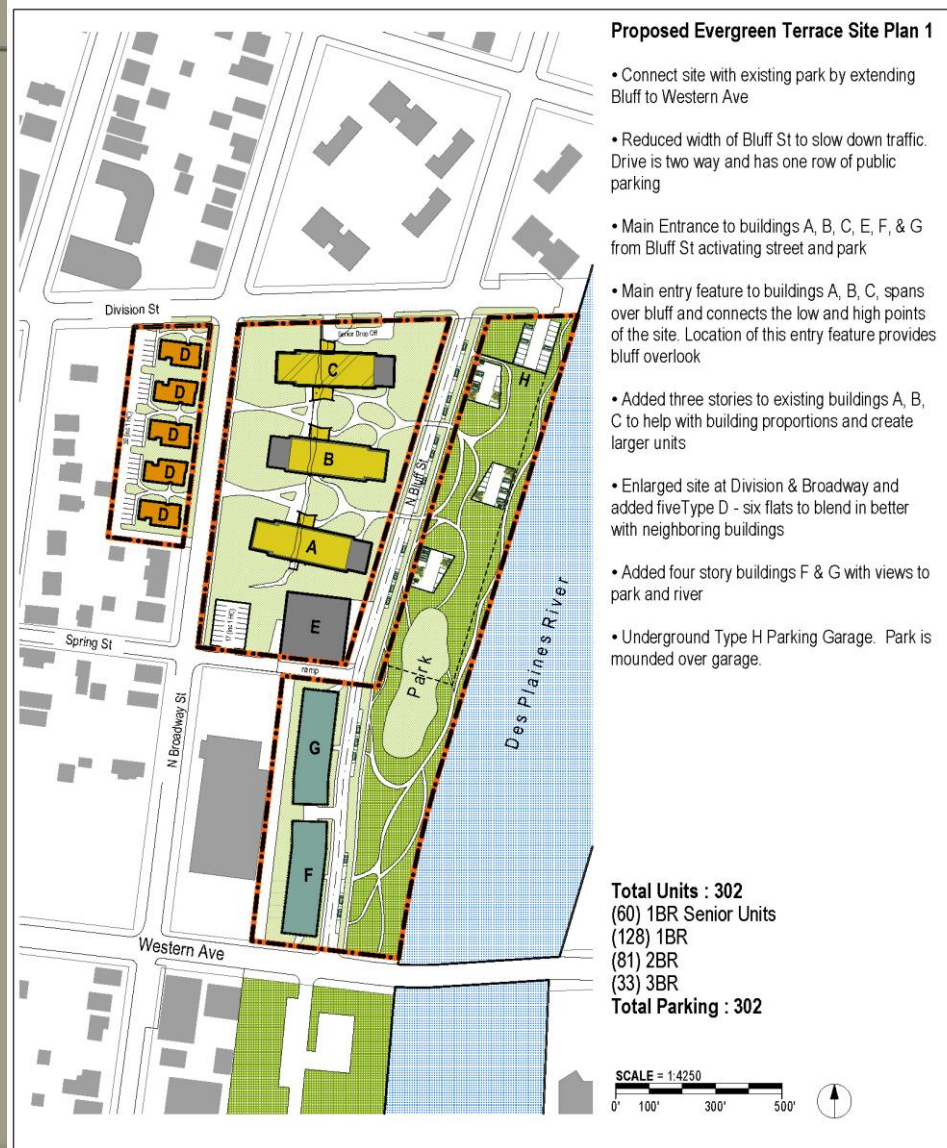 Proposed Evergreen Terrace Site Plan 1
• Connect site with existing park by extending
Bluff to Western Ave
• Reduced width of Bluff St to slow down traffic.
Drive is two way and has one row of public
parking
• Main Entrance to buildings A, B, C, E, F, & G
from Bluff St activating street and park
• Main entry feature to buildings A, B, C, spans
over bluff and connects the low and high points
of the site. Location of this entry feature provides
bluff overlook
• Added three stories to existing buildings A, B,
C to help with building proportions and create
larger units
• Enlarged site at Division & Broadway and
added fiveType D - six flats to blend in better
with neighboring buildings
• Added four story buildings F & G with views to
park and river
• Underground Type H Parking Garage. Park is
mounded over garage.
Total Units : 302
(60) 1BR Senior Units
(128) 1BR
(81) 2BR
(33) 3BR
Total Parking : 302
SCALE = 1:4250
0' 100' 300' 500'
Division St
Senior Drop Off
D
D
D
D
D
C
B
A
E
H
N Bluff St
17 (inc 1 HC)
Spring St
ramp
Park
Des Plaines River
N Broadway St
G
F
Western Ave